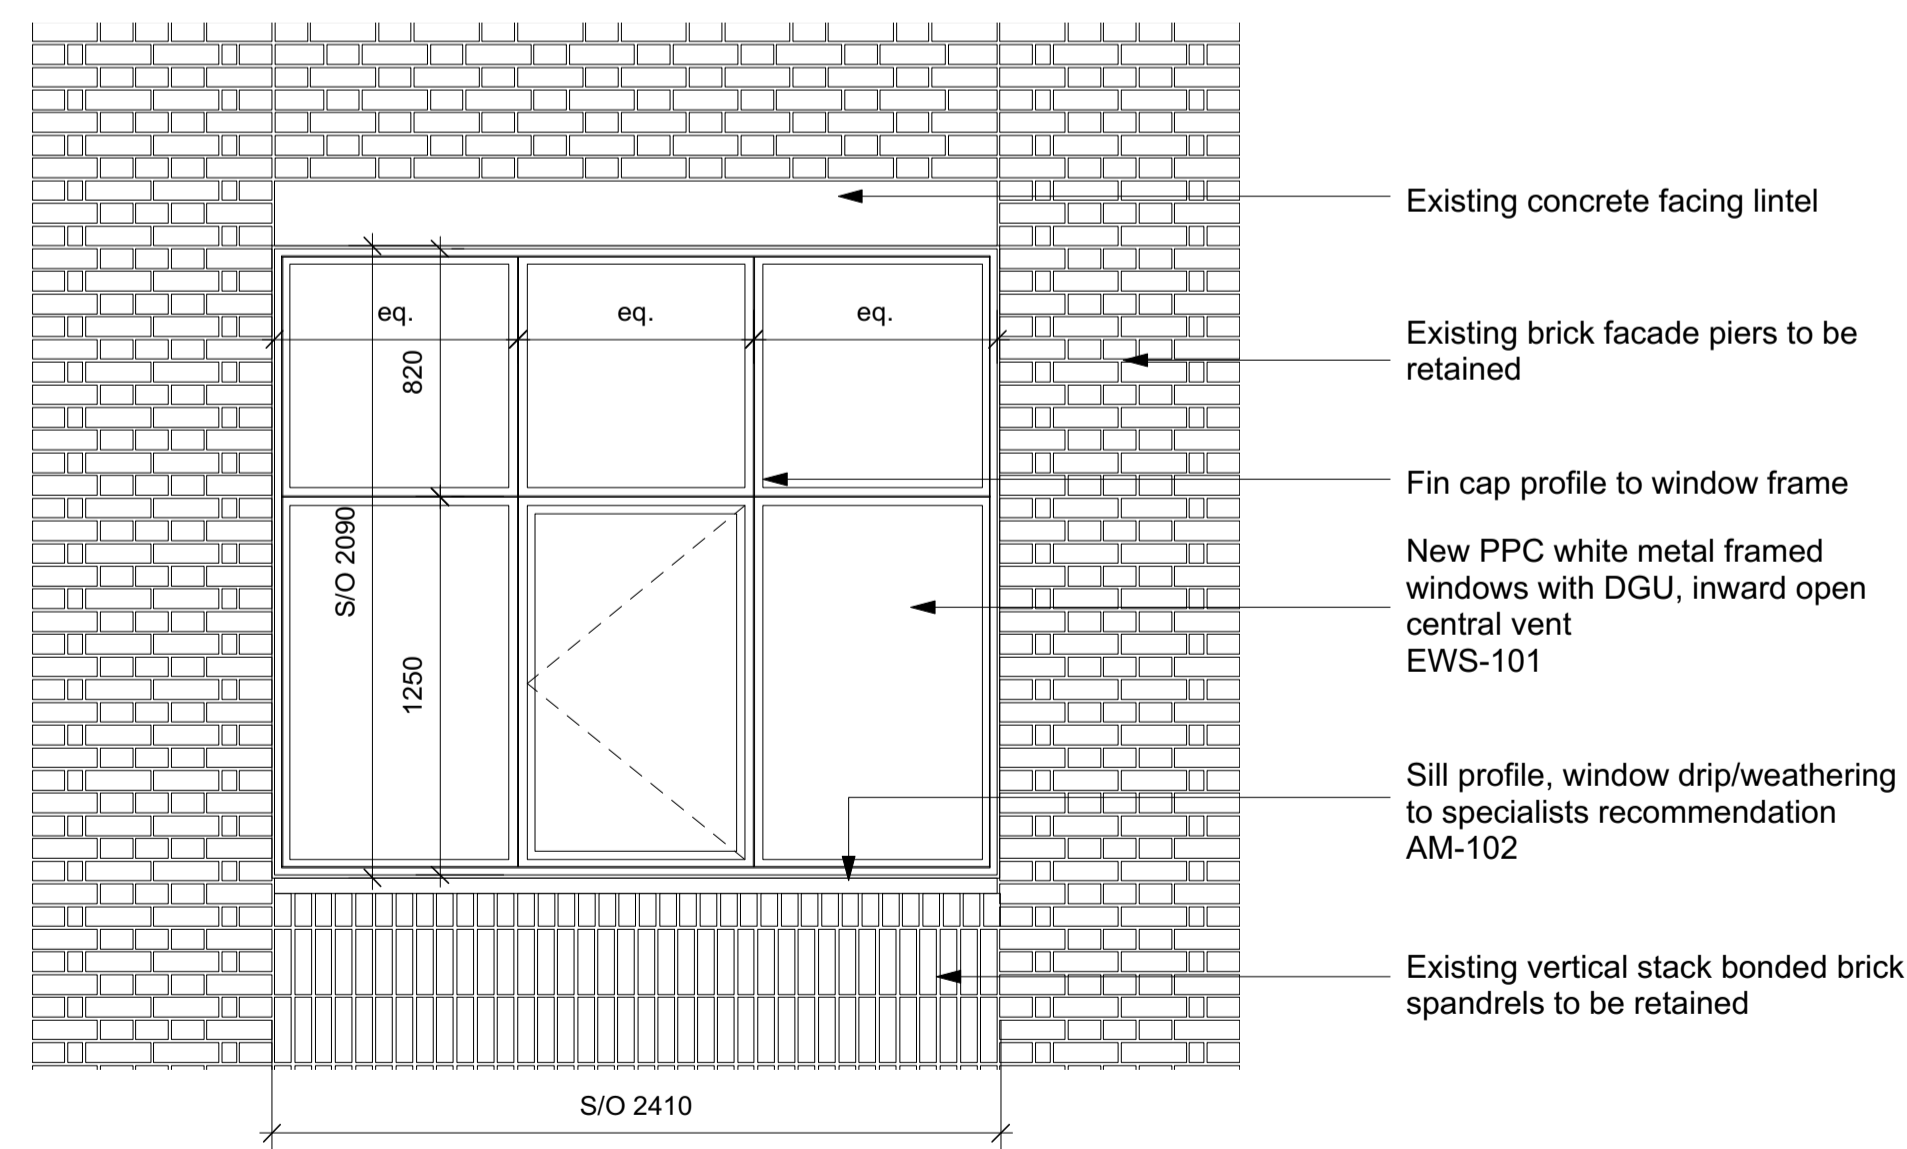 Existing concrete facing lintel
eq.
eq.
eq.
Existing brick facade piers to be
retained
820
Fin cap profile to window frame
S/O 2090
New PPC white metal framed
windows with DGU, inward open
central vent
EWS-101
1250
Sill profile, window drip/weathering
to specialists recommendation
AM-102
Existing vertical stack bonded brick
spandrels to be retained
S/O 2410